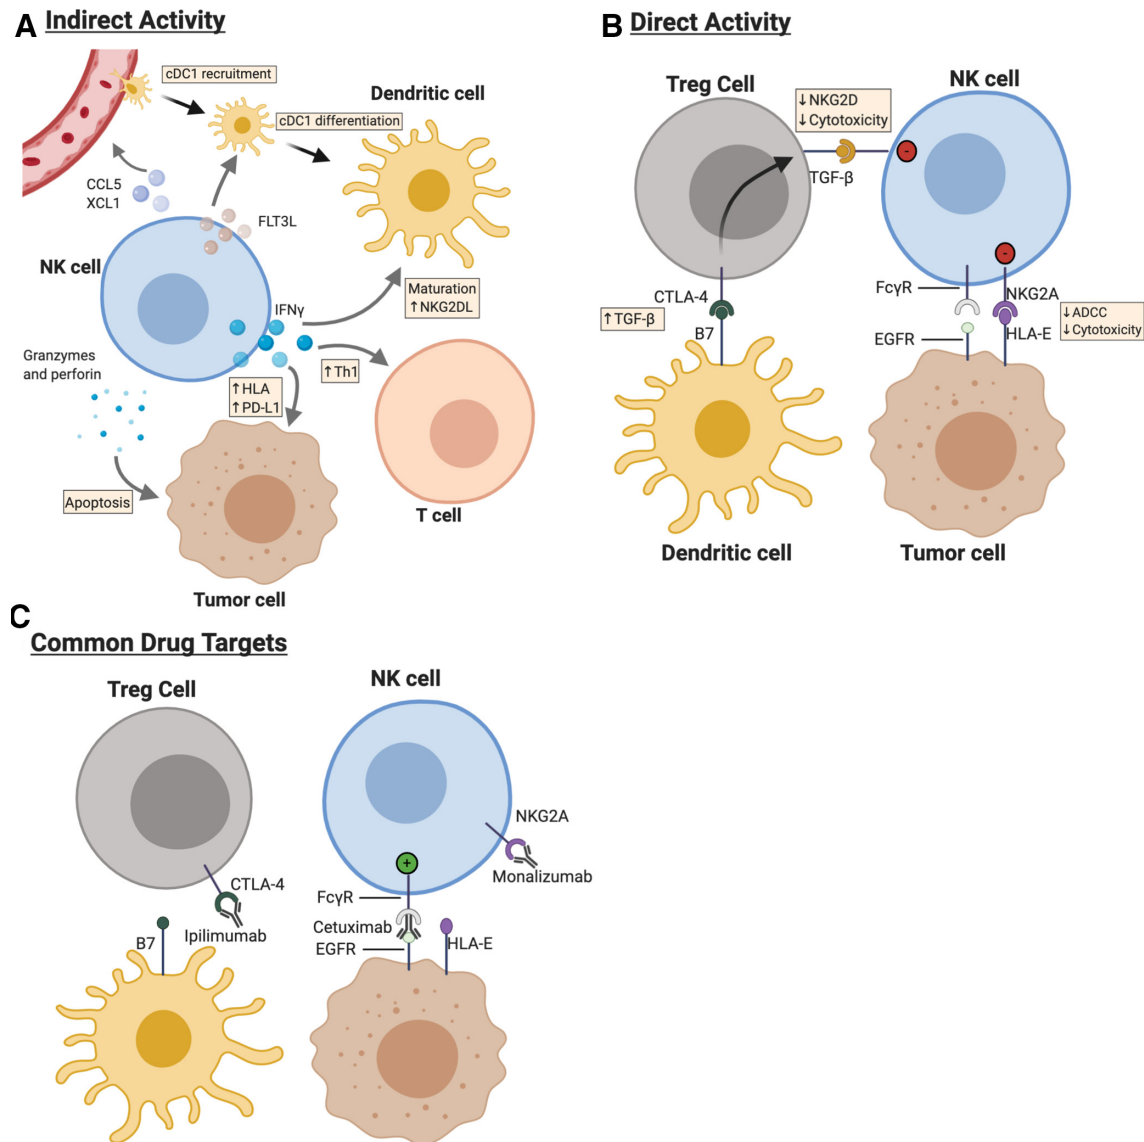 A Indirect Activity
cDC1 recruitment
Dendritic cell
cDC1 differentiation
CCL5
XCL1
FLT3L
NK cell
Maturation
↑NKG2DL
IFNγ
Granzymes
and perforin
↑Th1
↑HLA
↑PD-L1
Apoptosis
T cell
Tumor cell
B Direct Activity
Treg Cell
NK cell
↓NKG2D
↓Cytotoxicity
-
TGF-β
-
FcγR
NKG2A
CTLA-4
↑TGF-β
↓ADCC
↓Cytotoxicity
B7
EGFR
HLA-E
Dendritic cell
Tumor cell
C
Common Drug Targets
Treg Cell
NK cell
NKG2A
+
Monalizumab
CTLA-4
FcγR
Ipilimumab
Cetuximab
B7
EGFR
HLA-E